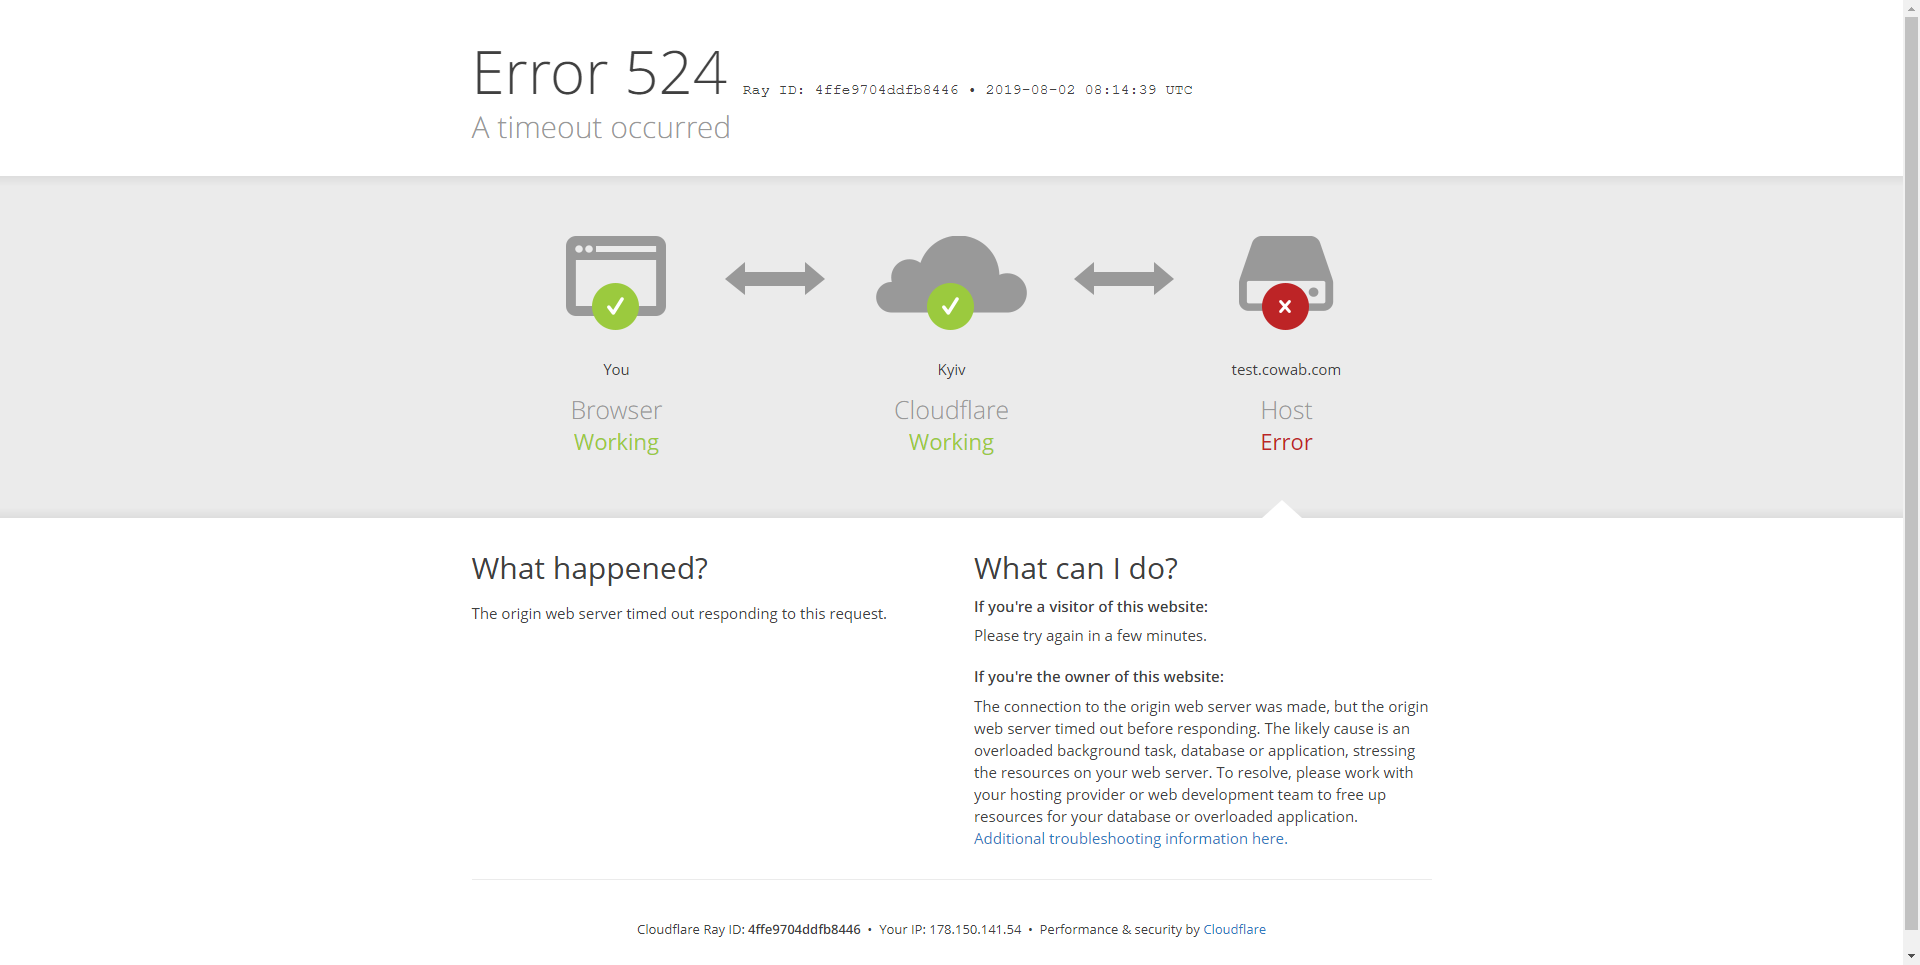 Error 524 Ray ID: 4ffe9704ddfb8446 • 2019-08-02 08:14:39 UTC
A timeout occurred
You
Browser
Working
Kyiv
Cloudflare
Working
test.cowab.com
Host
Error
What happened?
The origin web server timed out responding to this request.
What can I do?
If you're a visitor of this website:
Please try again in a few minutes.
If you're the owner of this website:
The connection to the origin web server was made, but the origin
web server timed out before responding. The likely cause is an
overloaded background task, database or application, stressing
the resources on your web server. To resolve, please work with
your hosting provider or web development team to free up
resources for your database or overloaded application.
Additional troubleshooting information here.
Cloudflare Ray ID: 4ffe9704ddfb8446 • Your IP: 178.150.141.54 • Performance & security by Cloudflare